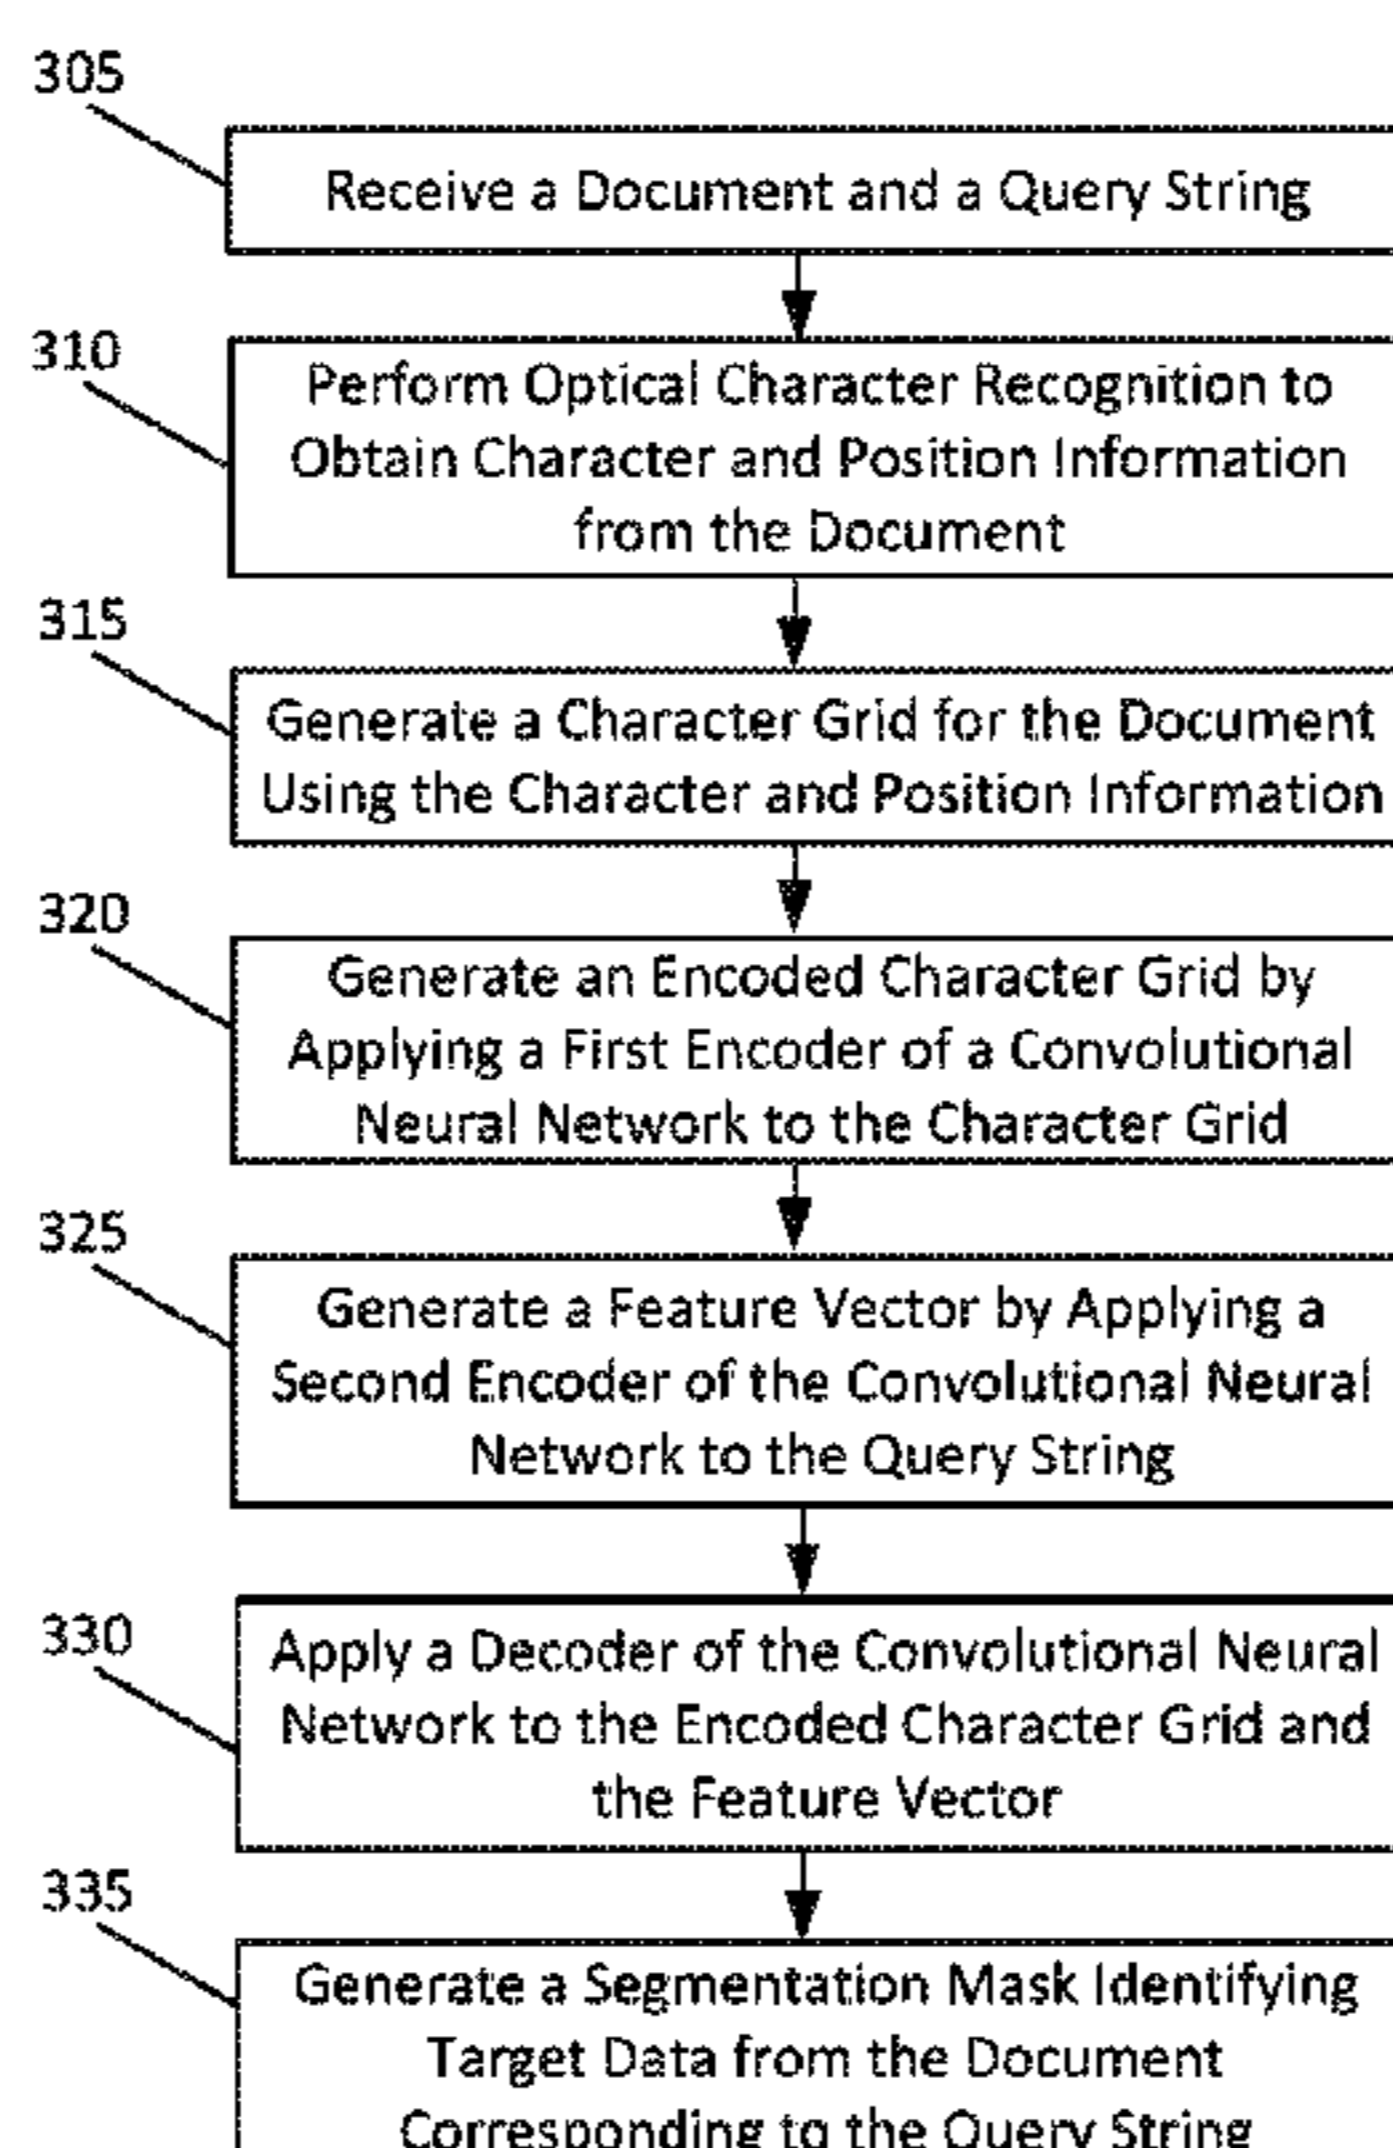 305
Receive a Document and a Query String
310
Perform Optical Character Recognition to
Obtain Character and Position Information
from the Document
315
Generate a Character Grid for the Document
Using the Character and Position Information
320
Generate an Encoded Character Grid by
Applying a First Encoder of a Convolutional
Neural Network to the Character Grid
325
Generate a Feature Vector by Applying a
Second Encoder of the Convolutional Neural
Network to the Query String
330
Apply a Decoder of the Convolutional Neural
Network to the Encoded Character Grid and
the Feature Vector
335
Generate a Segmentation Mask Identifying
Target Data from the Document
Corresponding to the Query String